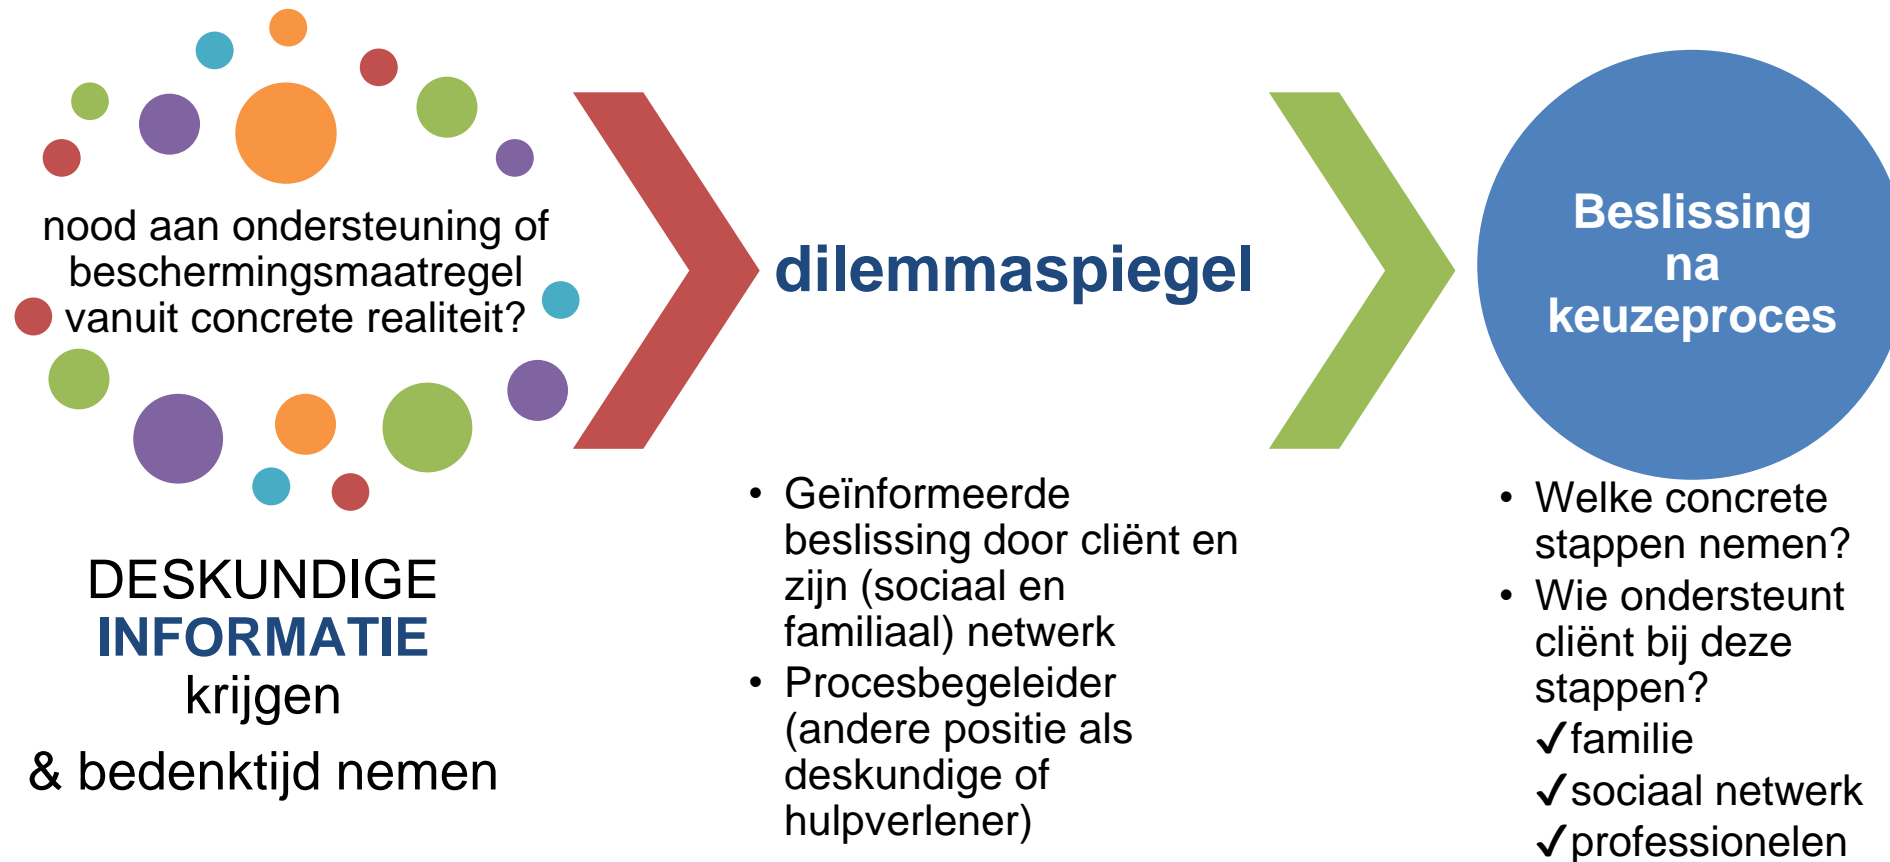 nood aan ondersteuning of
beschermingsmaatregel
vanuit concrete realiteit?
DESKUNDIGE
INFORMATIE
krijgen
& bedenktijd nemen
dilemmaspiegel
• Geïnformeerde
beslissing door cliënt en
zijn (sociaal en
familiaal) netwerk
• Procesbegeleider
(andere positie als
deskundige of
hulpverlener)
Beslissing
na
keuzeproces
• Welke concrete
stappen nemen?
• Wie ondersteunt
cliënt bij deze
stappen?
✓familie
✓sociaal netwerk
✓professionelen